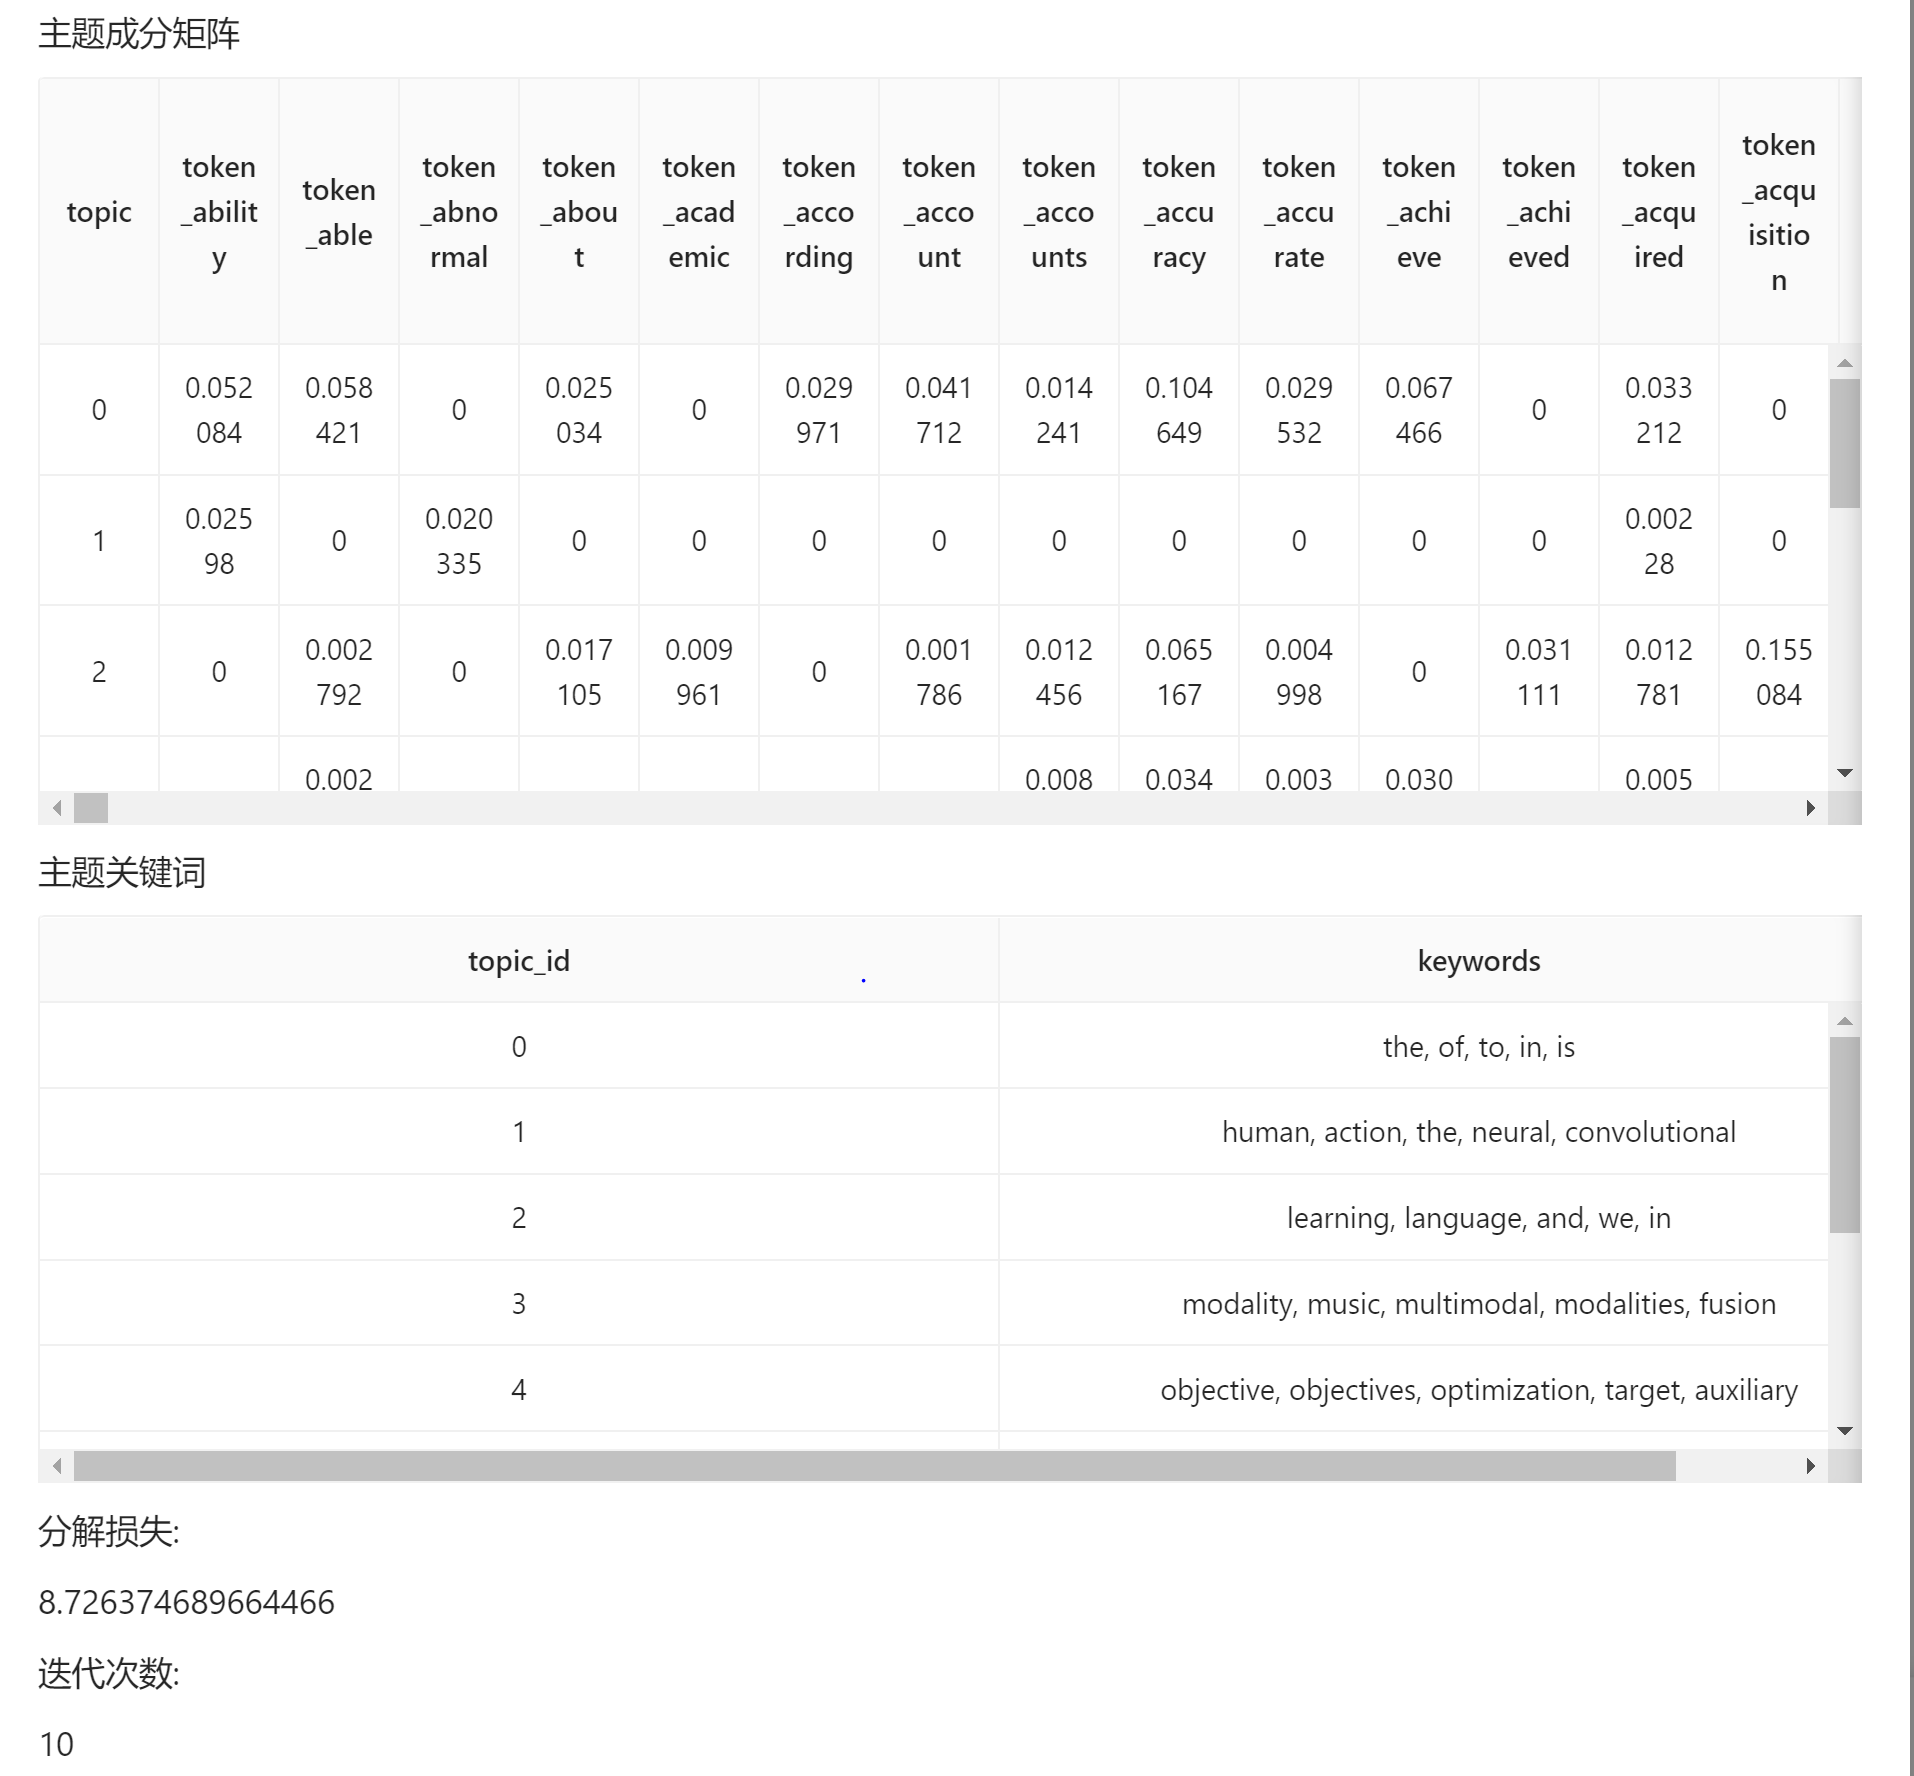 主题成分矩阵
topic token_ability token_able token_abnormal token_about token_academic token_according token_account token_accounts token_accuracy token_accurate token_achieve token_achieved token_acquired token_acquisition
0 0.052084 0.058421 0 0.025034 0 0.029971 0.041712 0.014241 0.104649 0.029532 0.067466 0 0.033212 0
1 0.02598 0 0.020335 0 0 0 0 0 0 0 0 0 0.00228 0
2 0 0.002792 0 0.017105 0.009961 0 0.001786 0.012456 0.065167 0.004998 0 0.031111 0.012781 0.155084
0.002 0.008 0.034 0.003 0.030 0.005
主题关键词
topic_id keywords
0 the, of, to, in, is
1 human, action, the, neural, convolutional
2 learning, language, and, we, in
3 modality, music, multimodal, modalities, fusion
4 objective, objectives, optimization, target, auxiliary
分解损失:
8.726374689664466
迭代次数:
10